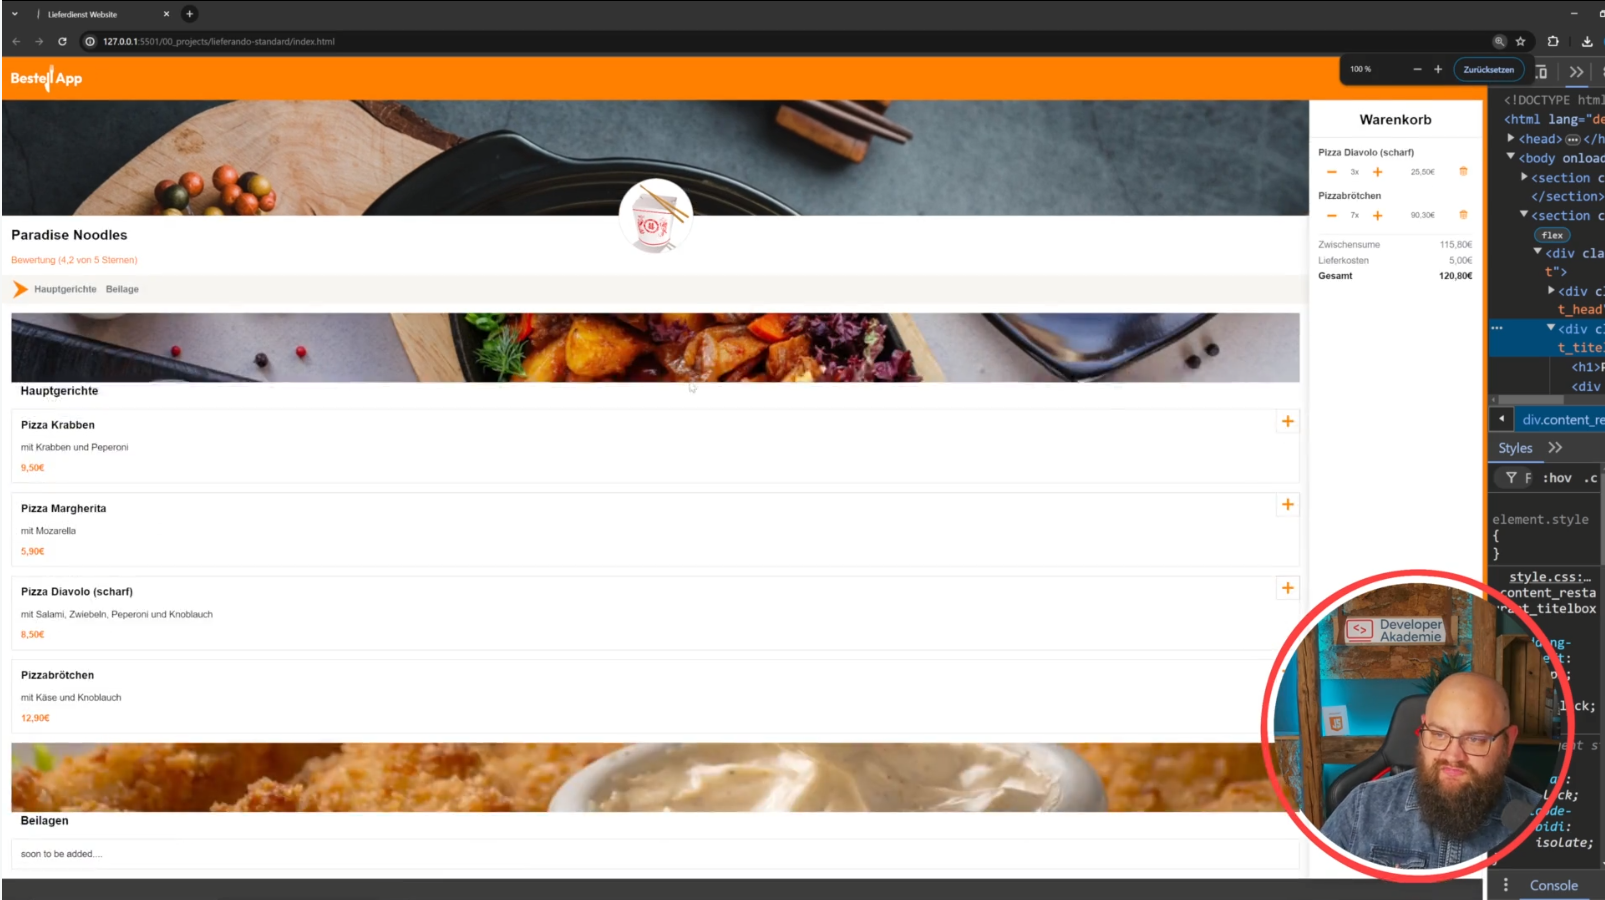 Lieferdienst Website
127.0.0.1:5501/00_projects/lieferando-standard/index.html
100 %
Zurücksetzen
Bestell App
Paradise Noodles
Bewertung (4,2 von 5 Sternen)
Hauptgerichte Beilage
Hauptgerichte
Pizza Krabben
mit Krabben und Peperoni
9,50€
Pizza Margherita
mit Mozarella
5,90€
Pizza Diavolo (scharf)
mit Salami, Zwiebeln, Peperoni und Knoblauch
8,50€
Pizzabrötchen
mit Käse und Knoblauch
12,90€
Beilagen
soon to be added....
Warenkorb
Pizza Diavolo (scharf)
3x 25,50€
Pizzabrötchen
7x 90,30€
Zwischensume 115,80€
Lieferkosten 5,00€
Gesamt 120,80€
<!DOCTYPE html
<html lang="de
<head> </h
<body onload
<section c
</section>
<section c
flex
<div cla
t">
<div cl
t_head"
<div cl
t_titel
<h1>P
<div
div.content_re
Styles
F :hov .c
element.style
{
}
style.css:…
isolate;
Console
Developer
Akademie